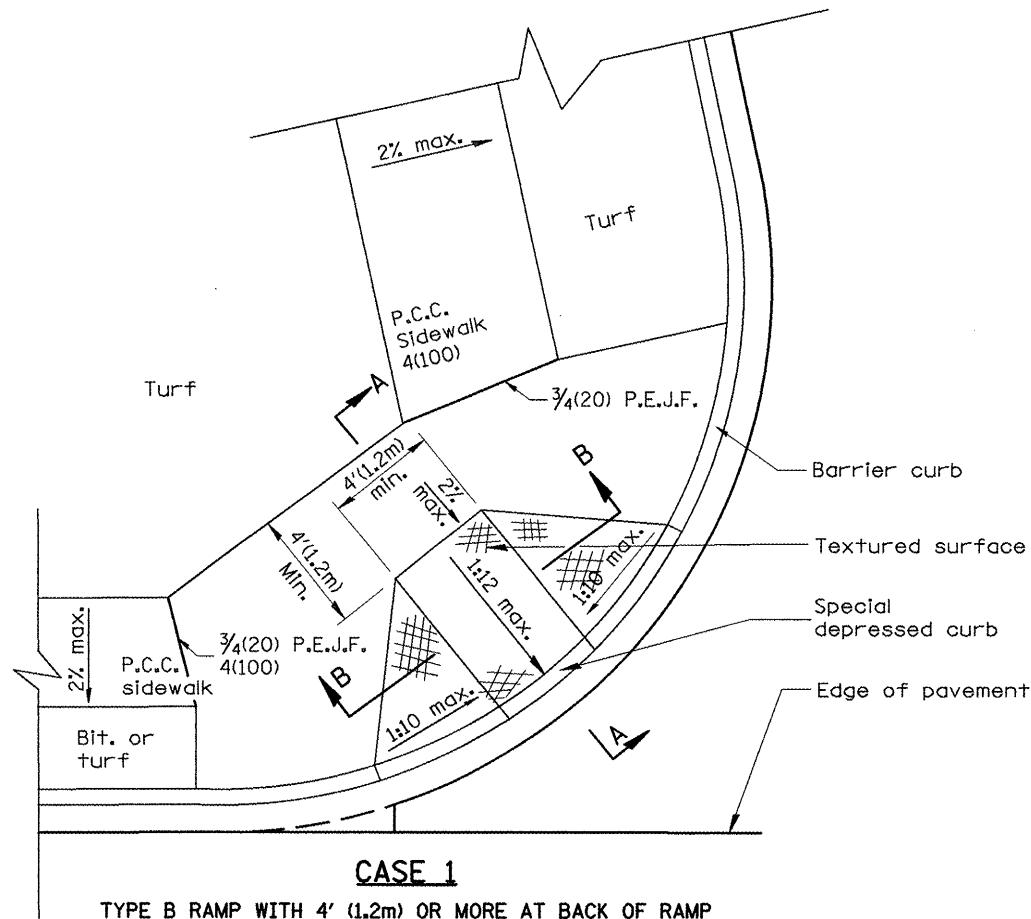 2% max.
Turf
P.C.C.
Sidewalk
4(100)
Turf
A
¾(20) P.E.J.F.
4'(1.2m)
min.
2%
max.
B
Barrier curb
4'(1.2m)
Min.
Textured surface
1:12 max.
1:10 max.
Special
depressed curb
2% max.
P.C.C.
sidewalk
¾(20) P.E.J.F.
4(100)
B
1:10 max.
Edge of pavement
A
Bit. or
turf
CASE 1
TYPE B RAMP WITH 4' (1.2m) OR MORE AT BACK OF RAMP